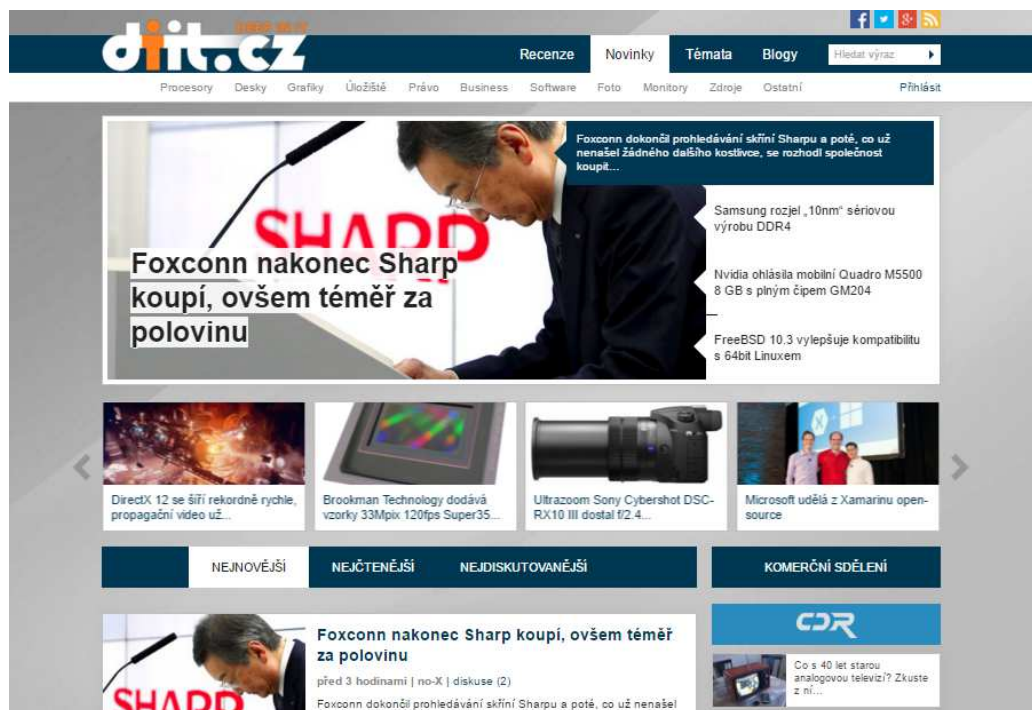 diit.cz
Recenze Novinky Témata Blogy Hledat výraz
Procesory Desky Grafiky Úložiště Právo Business Software Foto Monitory Zdroje Ostatní Přihlásit
Foxconn dokončil prohledávání skříní Sharpu a poté, co už
nenašel žádného dalšího kostlivce, se rozhodl společnost
koupit...
SHARP
Foxconn nakonec Sharp
koupí, ovšem téměř za
polovinu
Samsung rozjel „10nm“ sériovou
výrobu DDR4
Nvidia ohlásila mobilní Quadro M5500
8 GB s plným čipem GM204
FreeBSD 10.3 vylepšuje kompatibilitu
s 64bit Linuxem
DirectX 12 se šíří rekordně rychle,
propagační video už...
Brookman Technology dodává
vzorky 33Mpix 120fps Super35...
Ultrazoom Sony Cybershot DSC-
RX10 III dostal f/2.4...
Microsoft udělá z Xamarinu open-
source
NEJNOVĚJŠÍ NEJČTENĚJŠÍ NEJDISKUTOVANĚJŠÍ
KOMERČNÍ SDĚLENÍ
CDR
Co s 40 let starou
analogovou televizí? Zkuste
z ní...
Foxconn nakonec Sharp koupí, ovšem téměř
za polovinu
před 3 hodinami | no-X | diskuse (2)
Foxconn dokončil prohledávání skříní Sharpu a poté, co už nenašel
SHARP